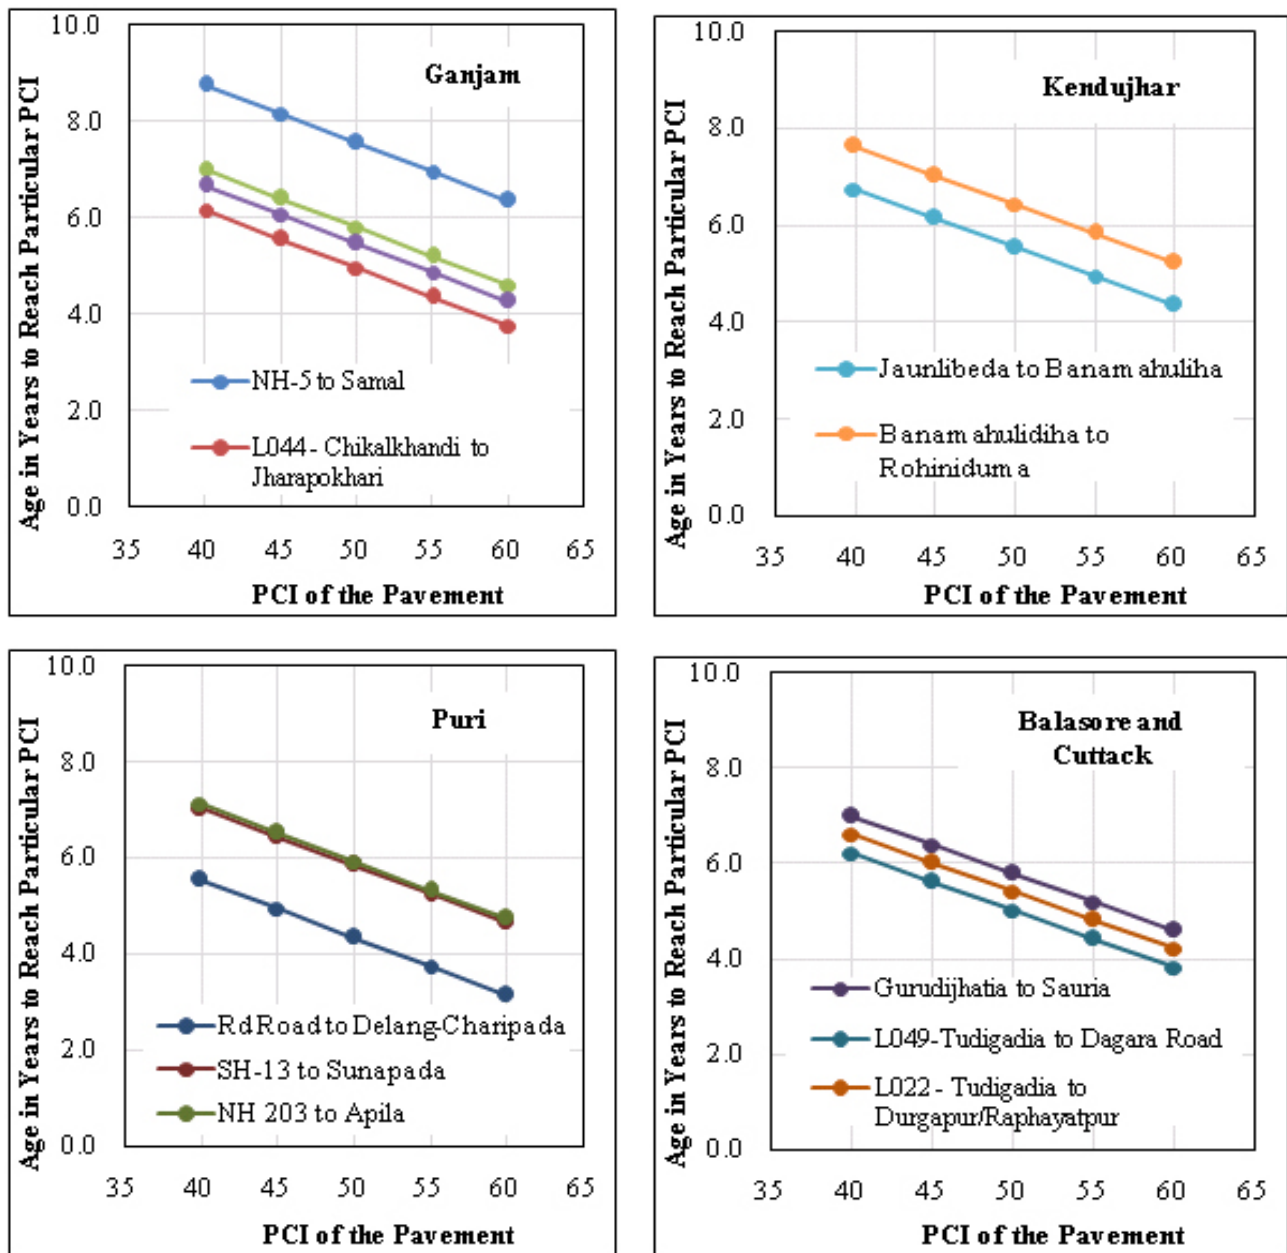 Ganjam
Age in Years to Reach Particular PCI
10.0
8.0
6.0
4.0
2.0
0.0
NH-5 to Samal
L044 - Chikalkhandi to
Jharapokhari
35 40 45 50 55 60 65
PCI of the Pavement
Kendujhar
Age in Years to Reach Particular PCI
10.0
8.0
6.0
4.0
2.0
0.0
Jaunlibeda to Banamahuliha
Banamahulidiha to
Rohiniduma
35 40 45 50 55 60 65
PCI of the Pavement
Puri
Age in Years to Reach Particular PCI
10.0
8.0
6.0
4.0
2.0
0.0
Rd Road to Delang-Charipada
SH-13 to Sunapada
NH 203 to Apila
35 40 45 50 55 60 65
PCI of the Pavement
Balasore and
Cuttack
Age in Years to Reach Particular PCI
10.0
8.0
6.0
4.0
2.0
0.0
Gurudijhatia to Sauria
L049-Tudigadia to Dagara Road
L022 - Tudigadia to
Durgapur/Raphayatpur
35 40 45 50 55 60 65
PCI of the Pavement